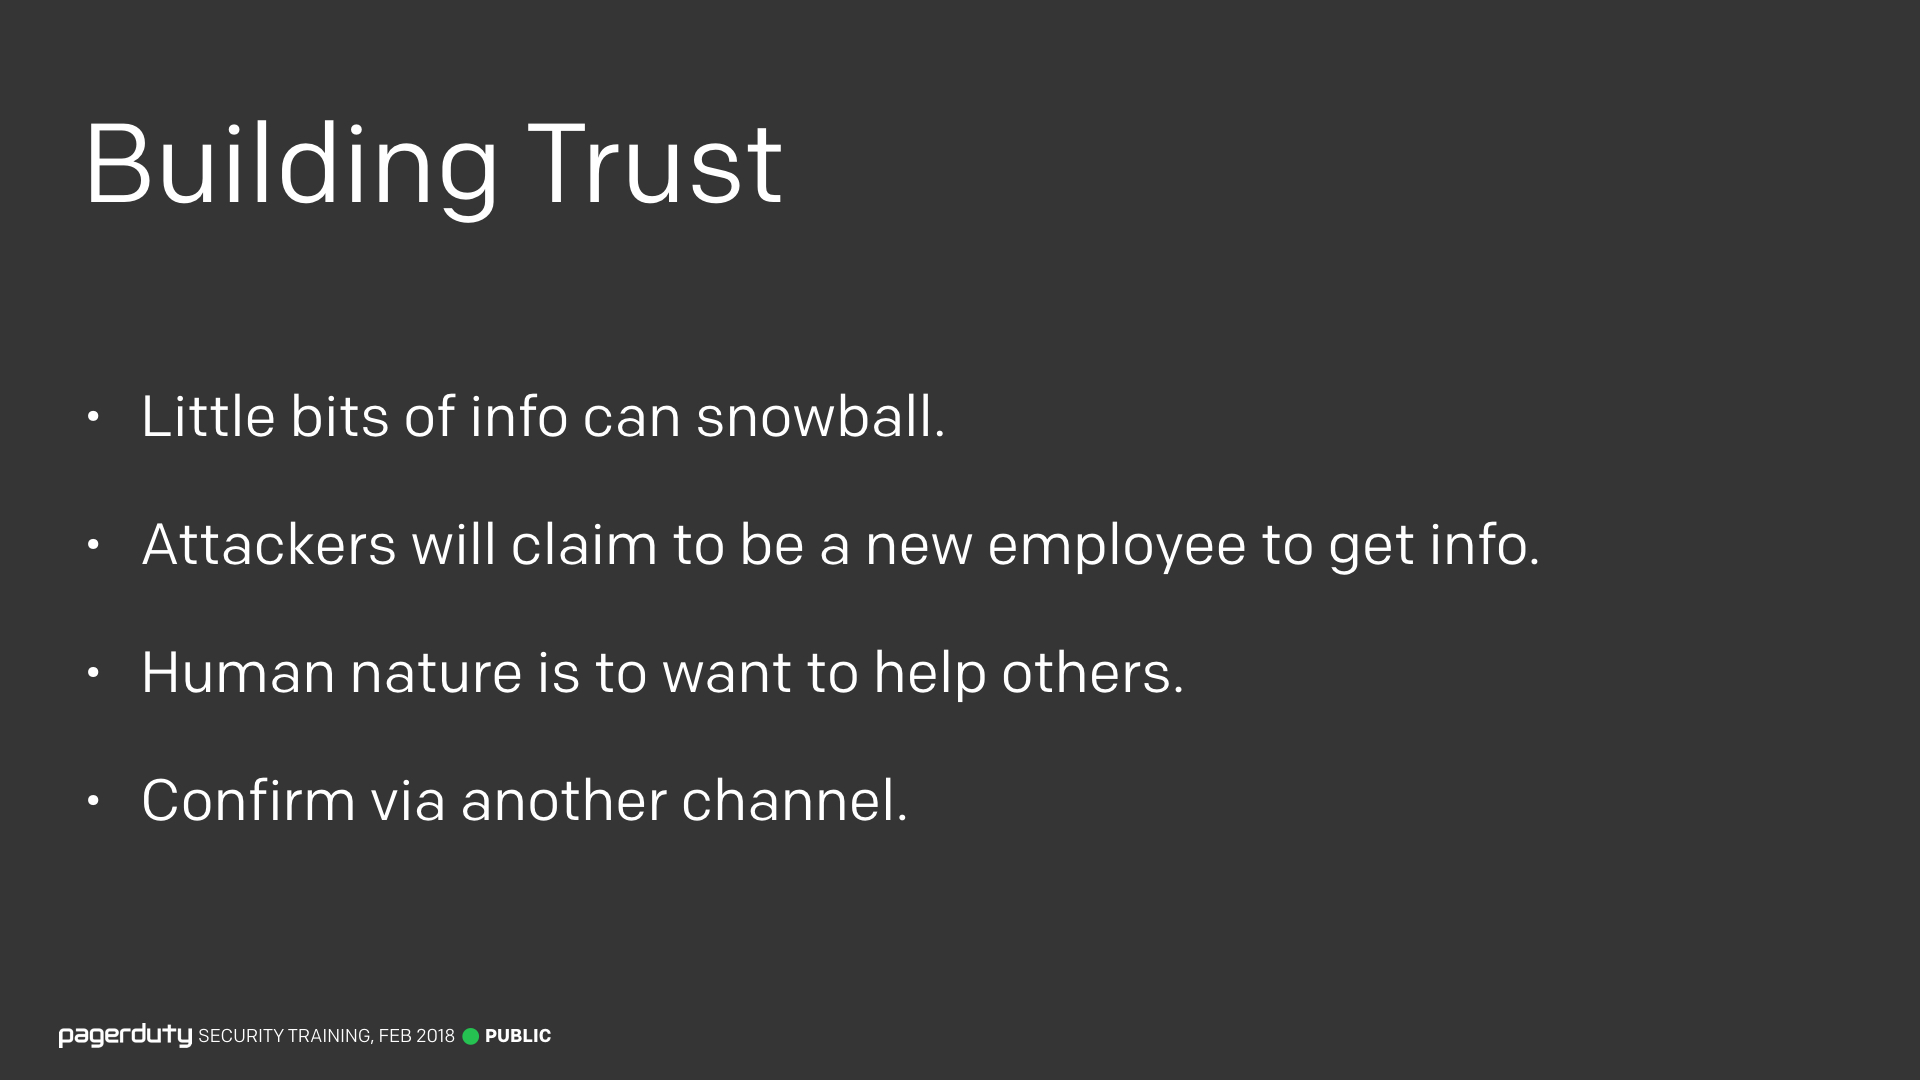 Building Trust
• Little bits of info can snowball.
• Attackers will claim to be a new employee to get info.
• Human nature is to want to help others.
• Confirm via another channel.
pagerduty SECURITY TRAINING, FEB 2018 PUBLIC